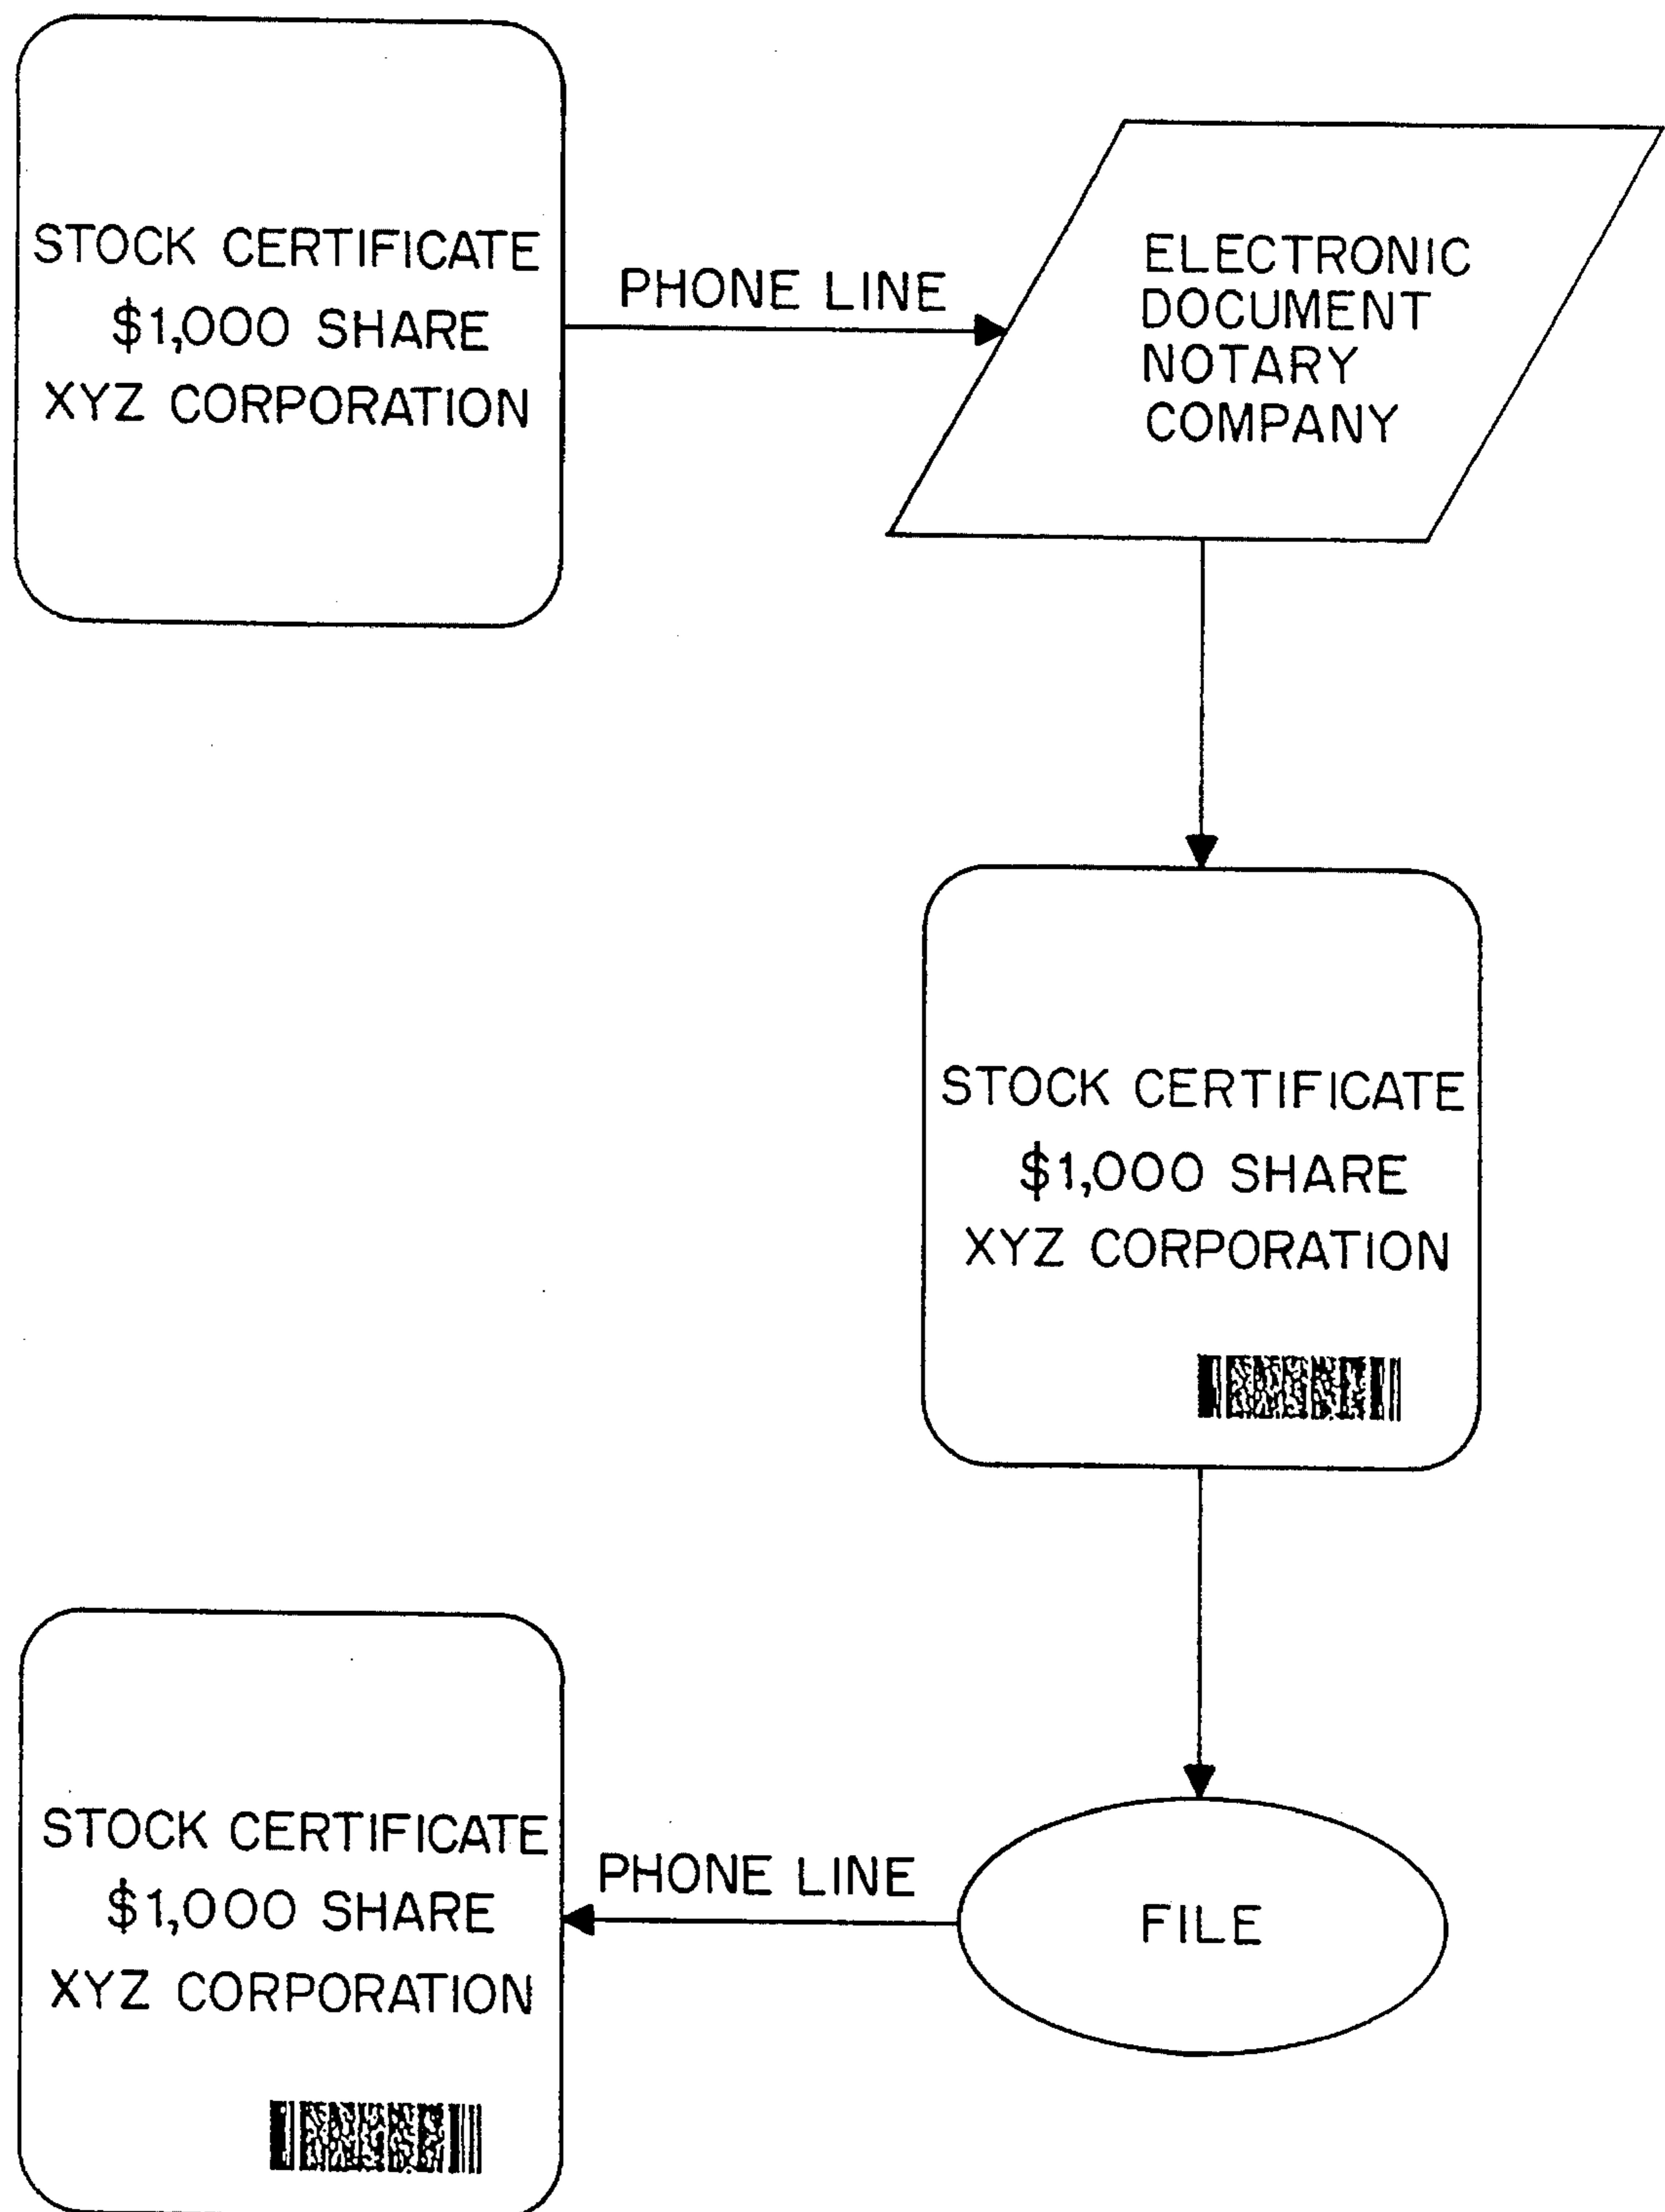 STOCK CERTIFICATE
$1,000 SHARE
XYZ CORPORATION
PHONE LINE
ELECTRONIC
DOCUMENT
NOTARY
COMPANY
STOCK CERTIFICATE
$1,000 SHARE
XYZ CORPORATION
STOCK CERTIFICATE
$1,000 SHARE
XYZ CORPORATION
PHONE LINE
FILE